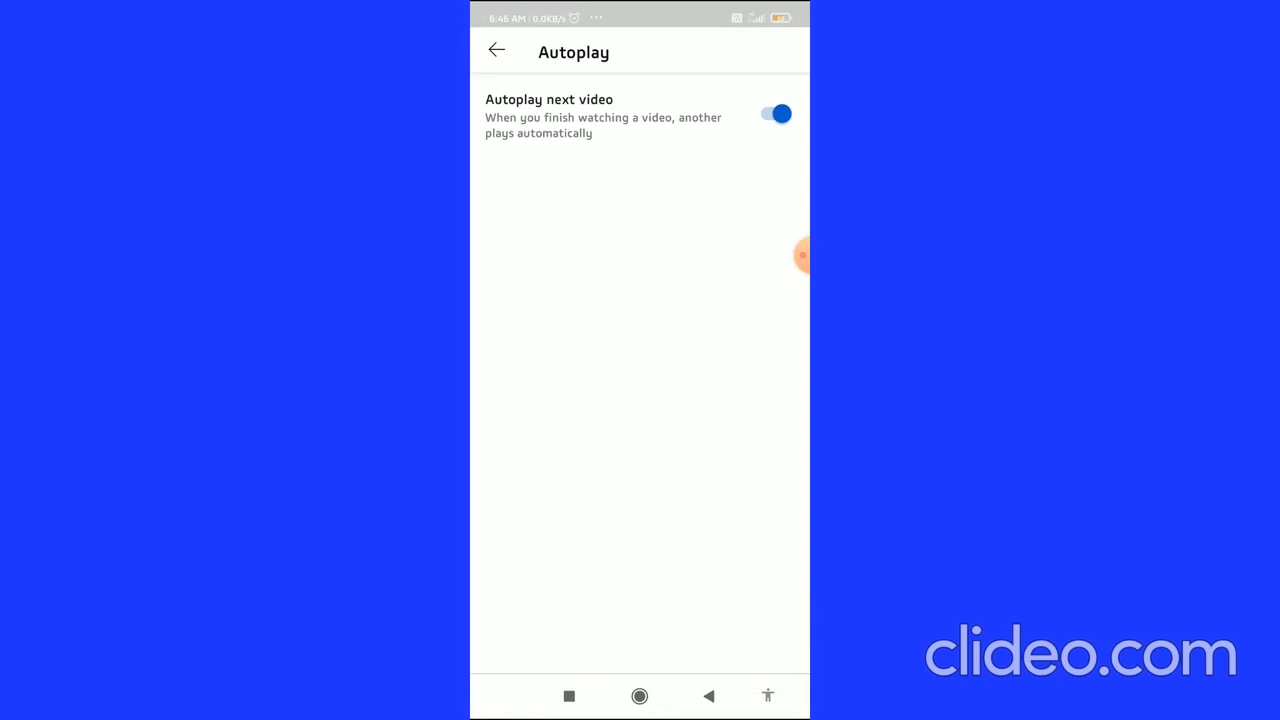 6:46 AM 0.0KB/s ...
Autoplay
Autoplay next video
When you finish watching a video, another
plays automatically
clideo.com